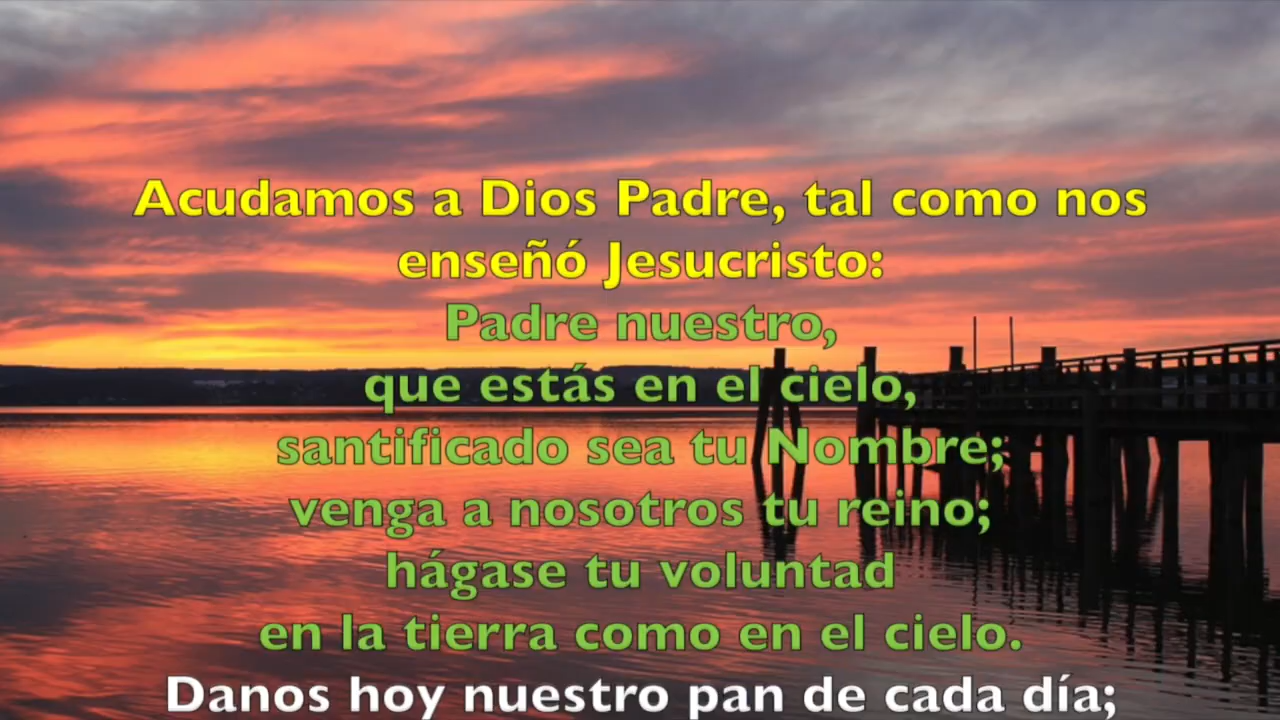 Acudamos a Dios Padre, tal como nos
enseñó Jesucristo:
Padre nuestro,
que estás en el cielo,
santificado sea tu Nombre;
venga a nosotros tu reino;
hágase tu voluntad
en la tierra como en el cielo.
Danos hoy nuestro pan de cada día;